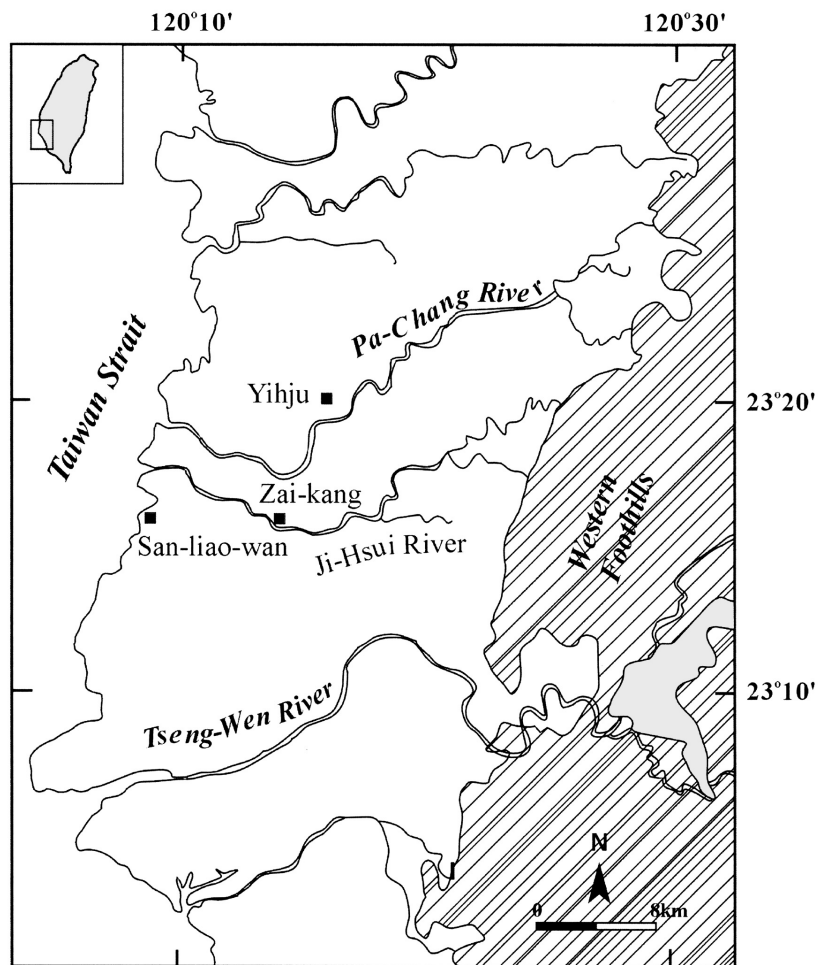 120°10'
120°30'
Pa-Chang River
Taiwan Strait
Yihju
23°20'
Zai-kang
San-liao-wan
Ji-Hsui River
Western
Foothills
Tseng-Wen River
23°10'
N
0
8km